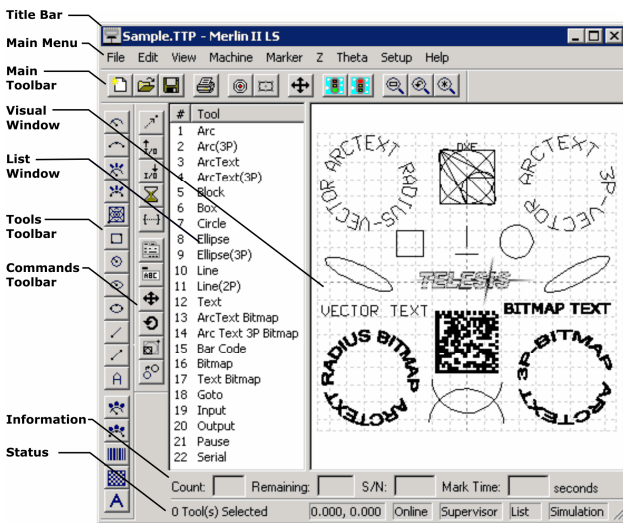 Title Bar
Sample.TTP - Merlin II LS
Main Menu
File Edit View Machine Marker Z Theta Setup Help
Main
Toolbar
Visual
Window
List
Window
Tools
Toolbar
Commands
Toolbar
Information
Status
# Tool
1 Arc
2 Arc(3P)
3 ArcText
4 ArcText(3P)
5 Block
6 Box
7 Circle
8 Ellipse
9 Ellipse(3P)
10 Line
11 Line(2P)
12 Text
13 ArcText Bitmap
14 Arc Text 3P Bitmap
15 Bar Code
16 Bitmap
17 Text Bitmap
18 Goto
19 Input
20 Output
21 Pause
22 Serial
I/O
I/O
ABC
A
A
RADIUS-VECTOR ARCTEXT
DXF
3P-VECTOR ARCTEXT
TELESIS
VECTOR TEXT
BITMAP TEXT
RADIUS BITMAP ARCTEXT
3P-BITMAP ARCTEXT
Count: Remaining: S/N: Mark Time: seconds
0 Tool(s) Selected 0.000, 0.000 Online Supervisor List Simulation